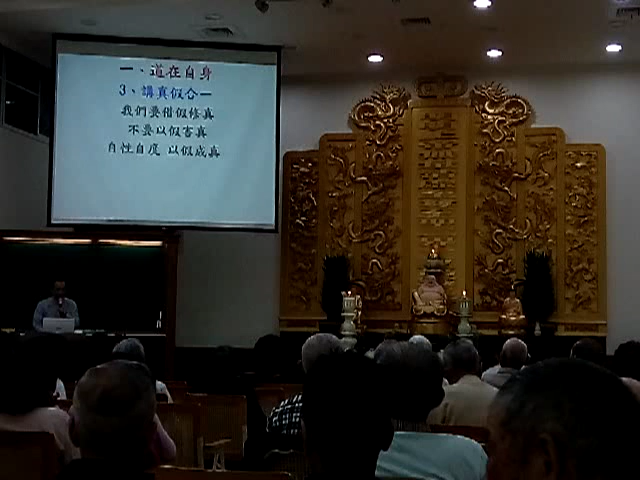 一、道在自身
3、講真假合一
我們要借假修真
不要以假害真
自性自度 以假成真